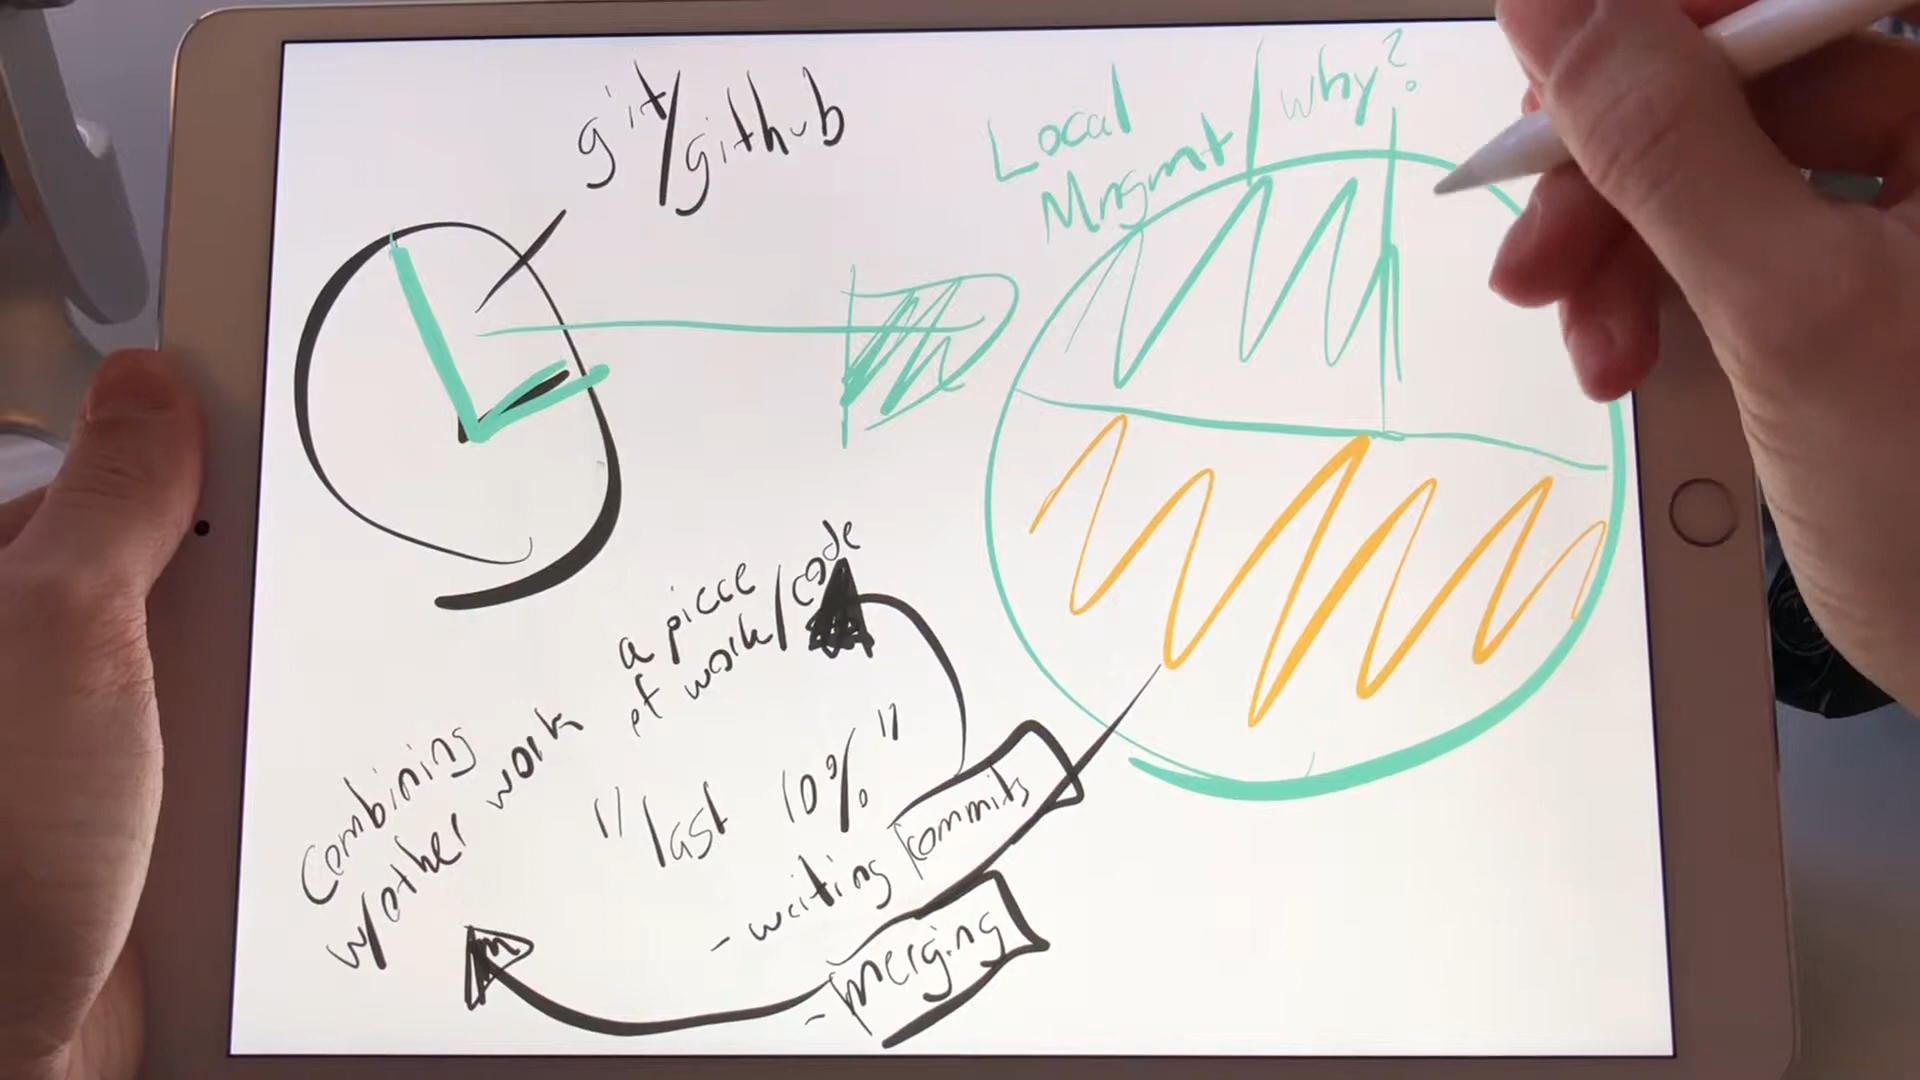 git/github
Local
Mngmt/why?
a piece
of work/code
Combining
w/other work
"last 10%"
- writing commits
- merging